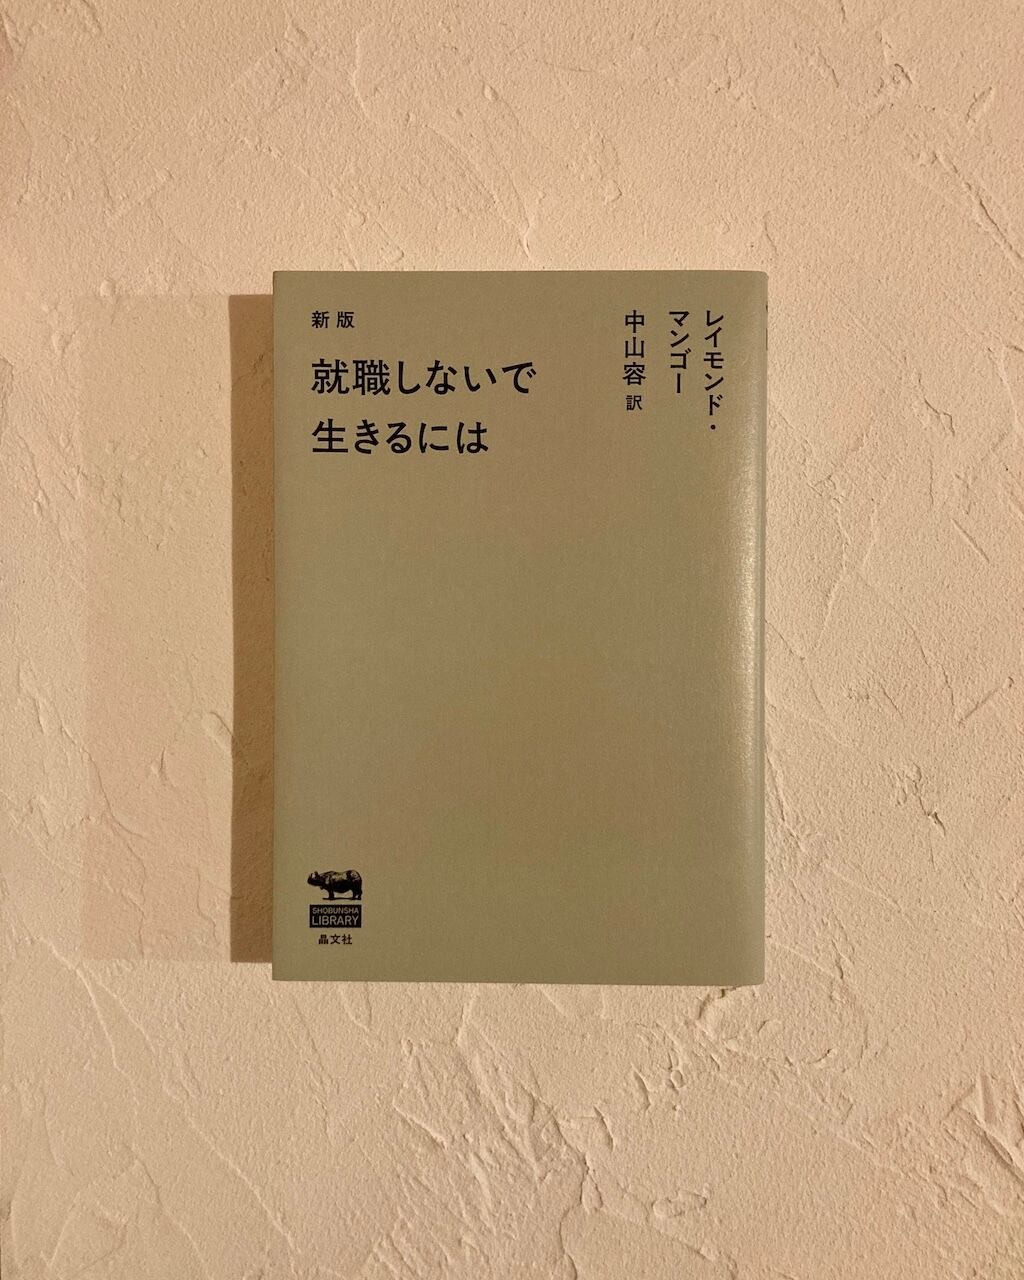 新版
就職しないで
生きるには
レイモンド・
マンゴー
中山容 訳
SHOBUNSHA
LIBRARY
晶文社